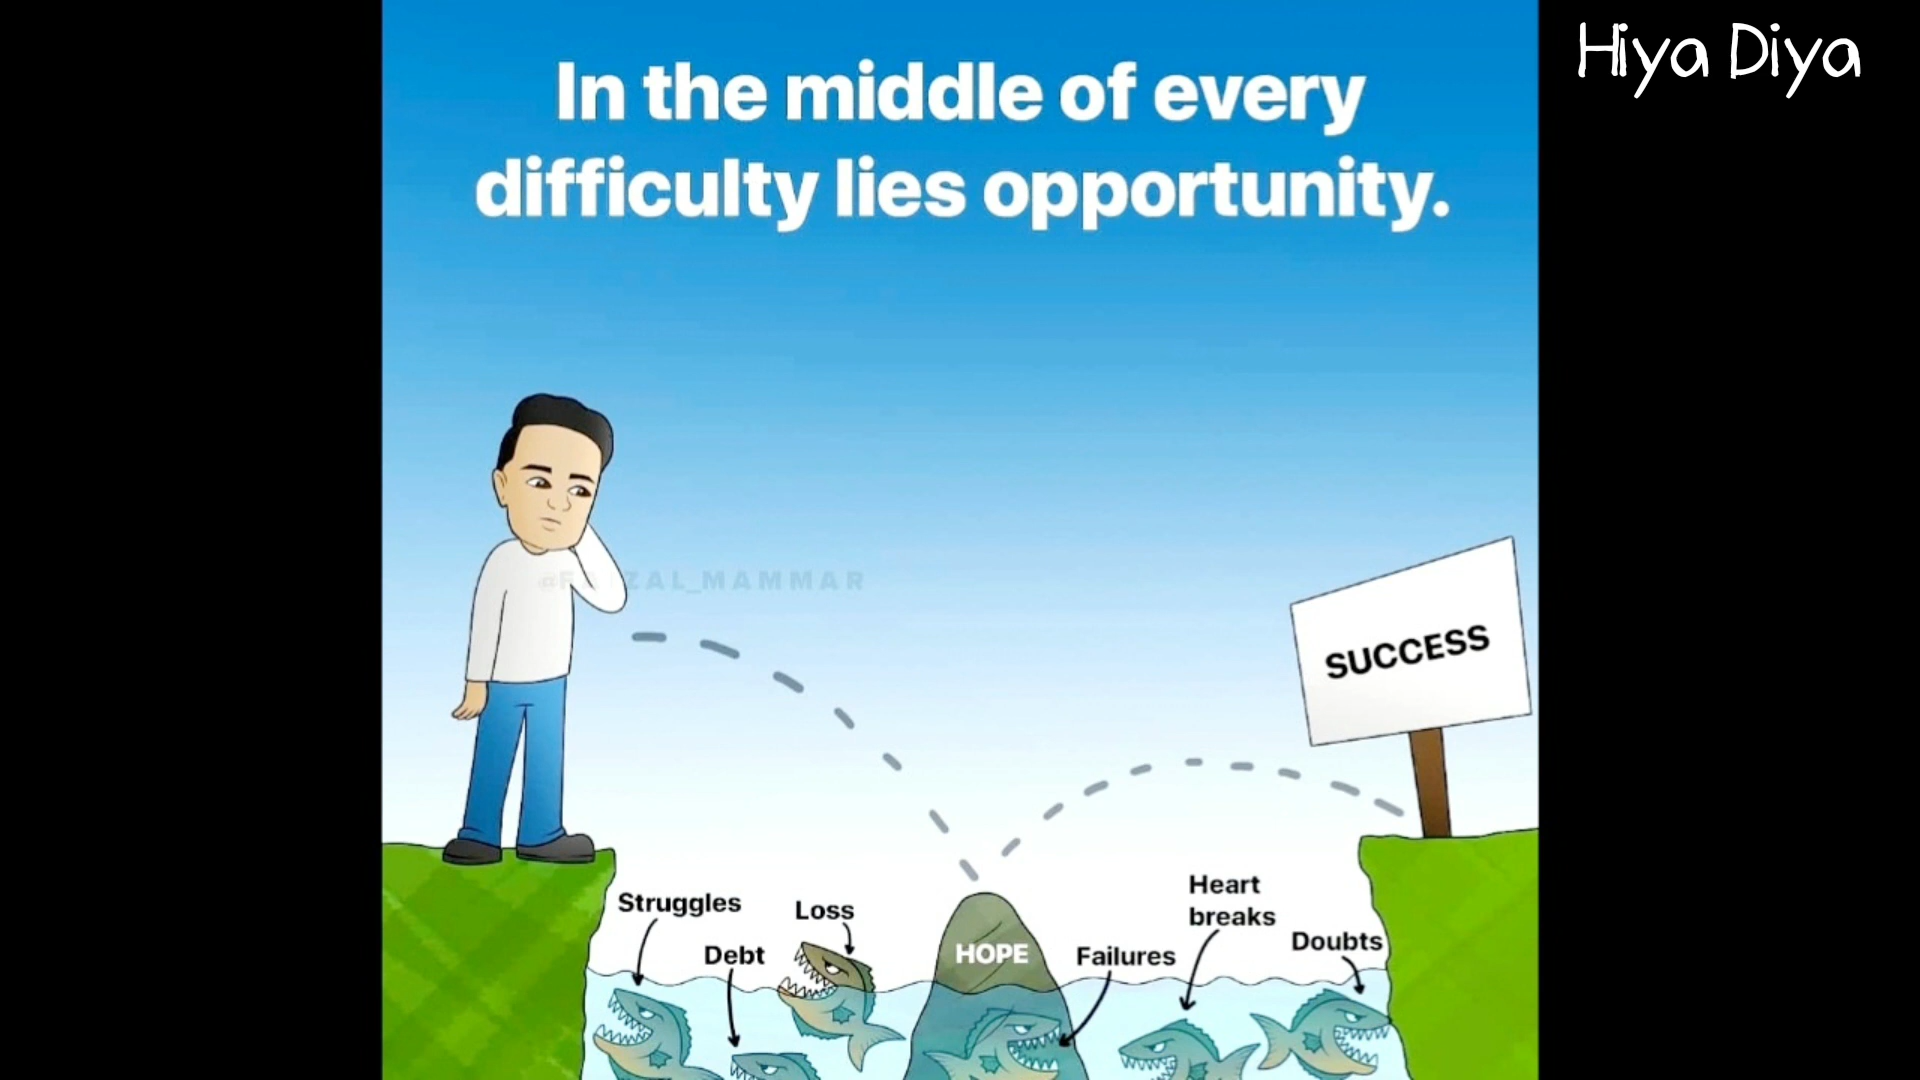 Hiya Diya
In the middle of every
difficulty lies opportunity.
@FAIZAL_MAMMAR
SUCCESS
Struggles
Debt
Loss
HOPE
Failures
Heart
breaks
Doubts